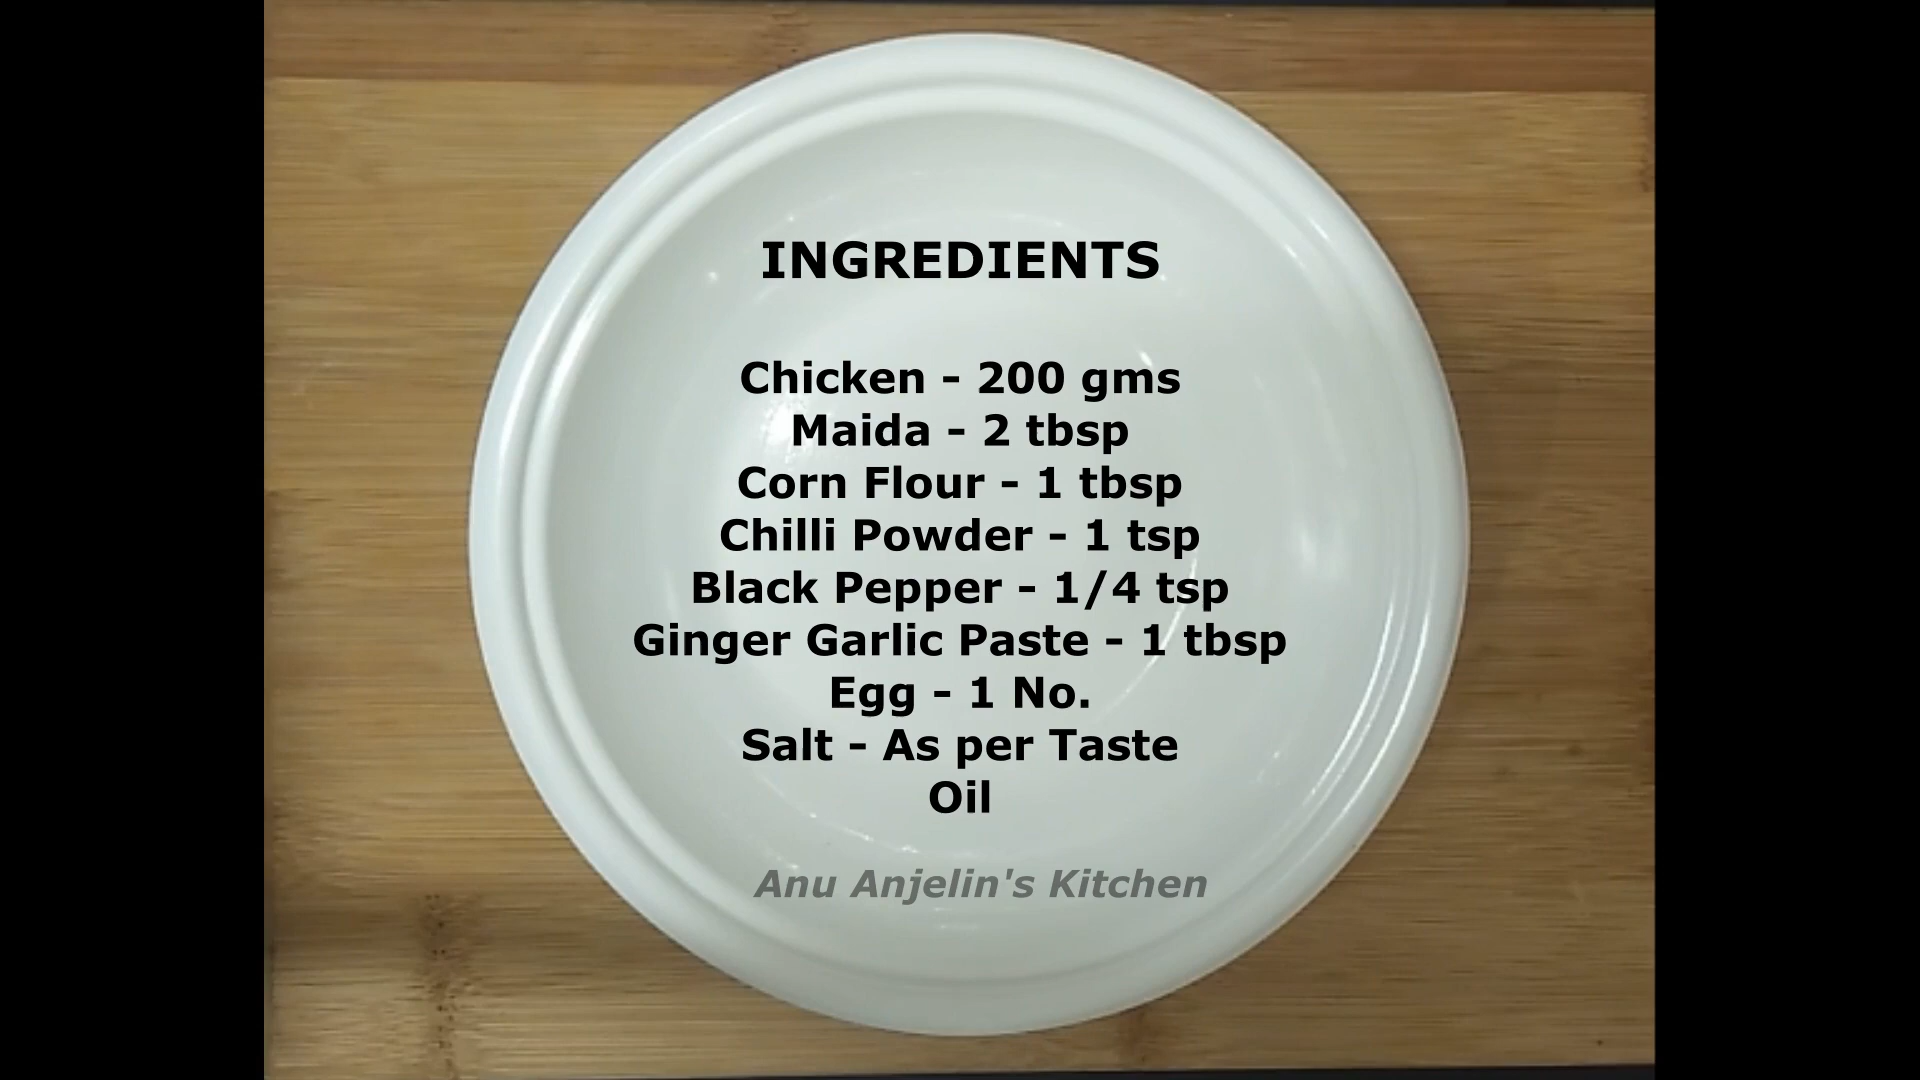 INGREDIENTS
Chicken - 200 gms
Maida - 2 tbsp
Corn Flour - 1 tbsp
Chilli Powder - 1 tsp
Black Pepper - 1/4 tsp
Ginger Garlic Paste - 1 tbsp
Egg - 1 No.
Salt - As per Taste
Oil
Anu Anjelin's Kitchen